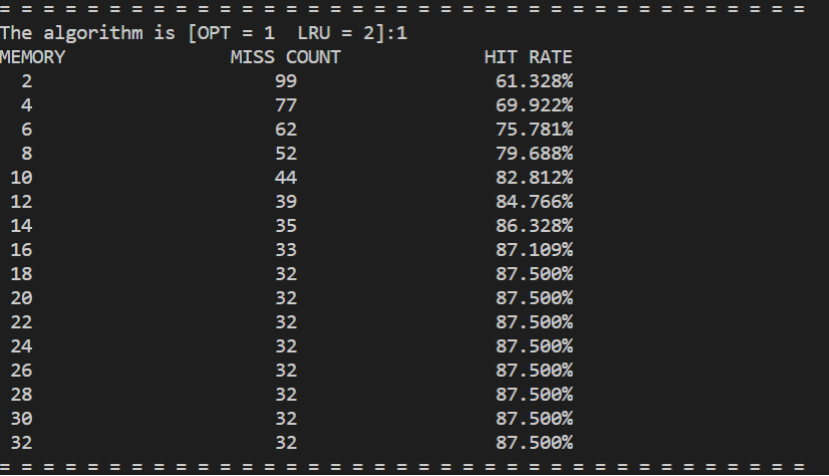 = = = = = = = = = = = = = = = = = = = = = = = = = = = = = = = = = = = = =
The algorithm is [OPT = 1  LRU = 2]:1
MEMORY MISS COUNT HIT RATE
2 99 61.328%
4 77 69.922%
6 62 75.781%
8 52 79.688%
10 44 82.812%
12 39 84.766%
14 35 86.328%
16 33 87.109%
18 32 87.500%
20 32 87.500%
22 32 87.500%
24 32 87.500%
26 32 87.500%
28 32 87.500%
30 32 87.500%
32 32 87.500%
= = = = = = = = = = = = = = = = = = = = = = = = = = = = = = = = = = = = =